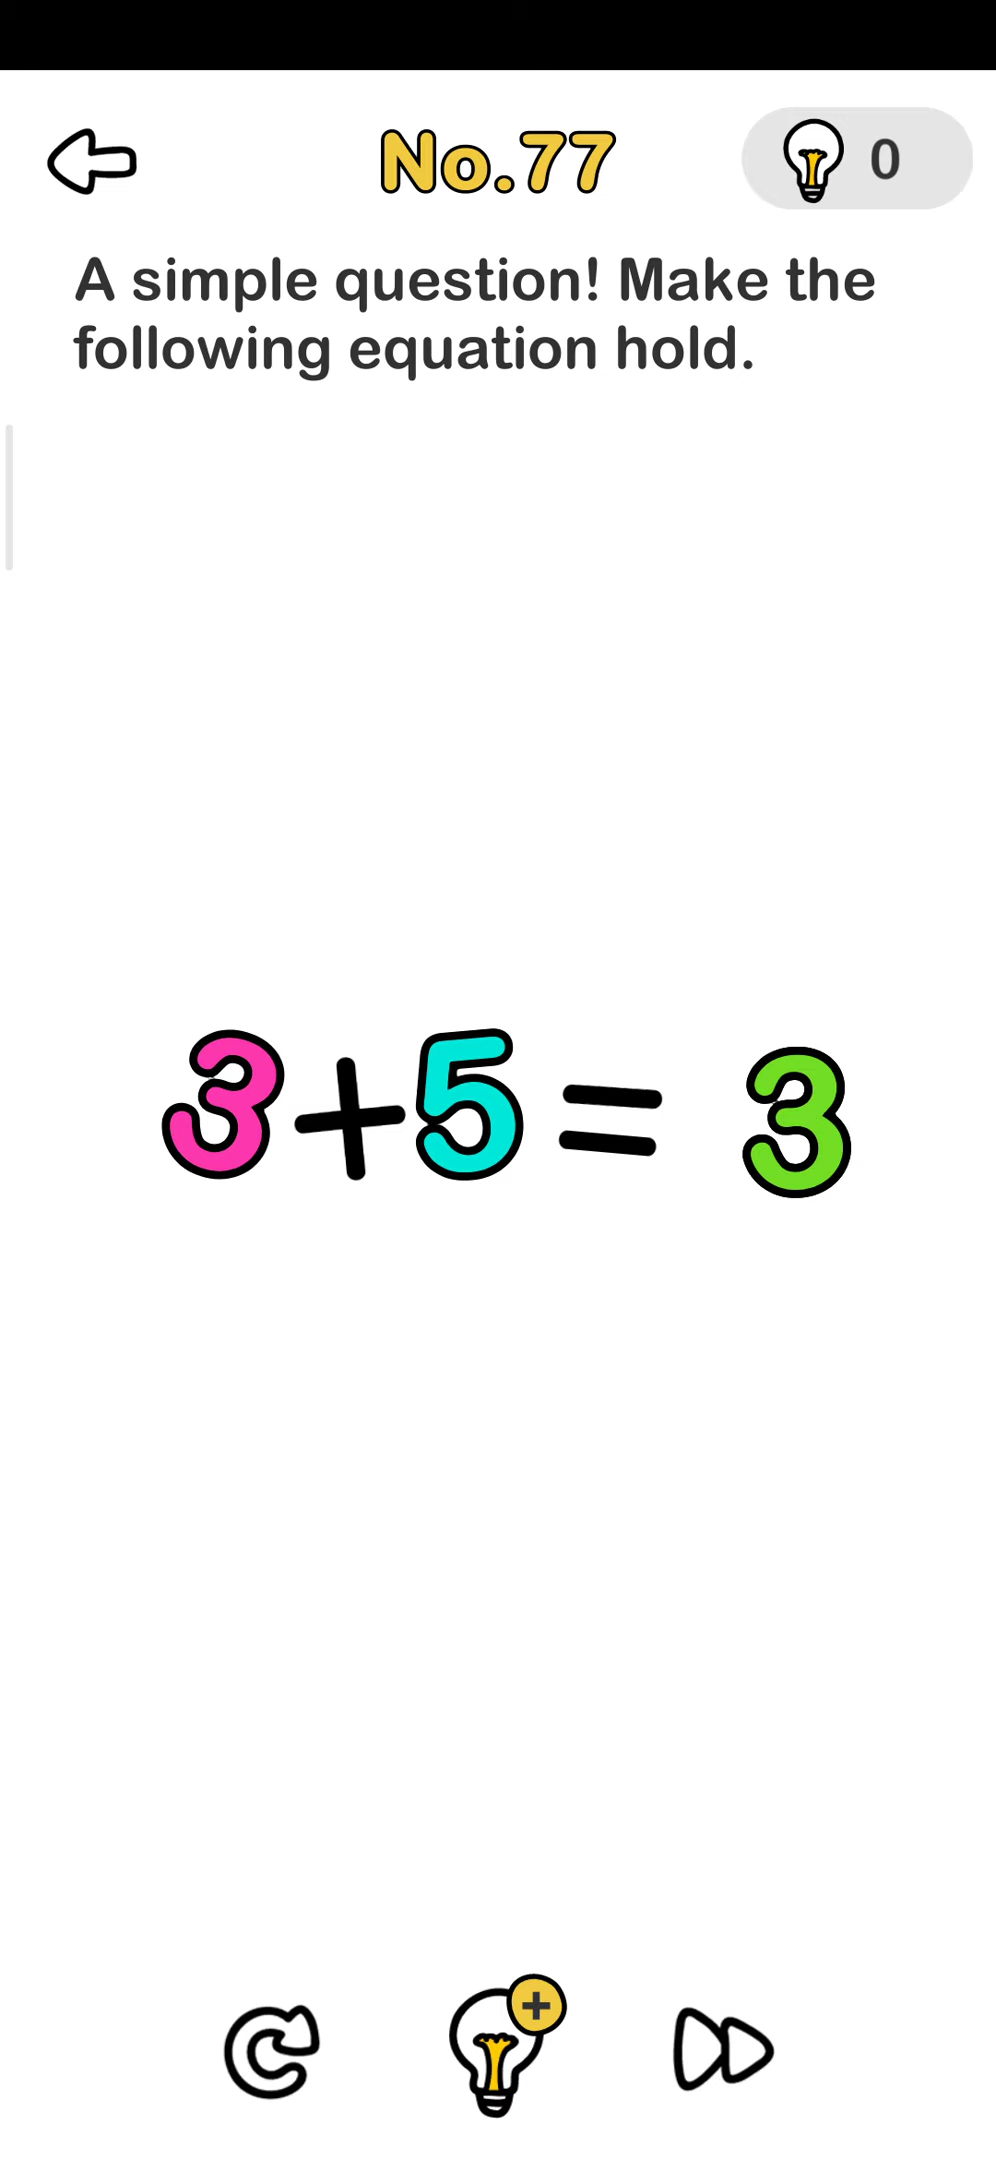 No.77
0
A simple question! Make the
following equation hold.
3+5= 3